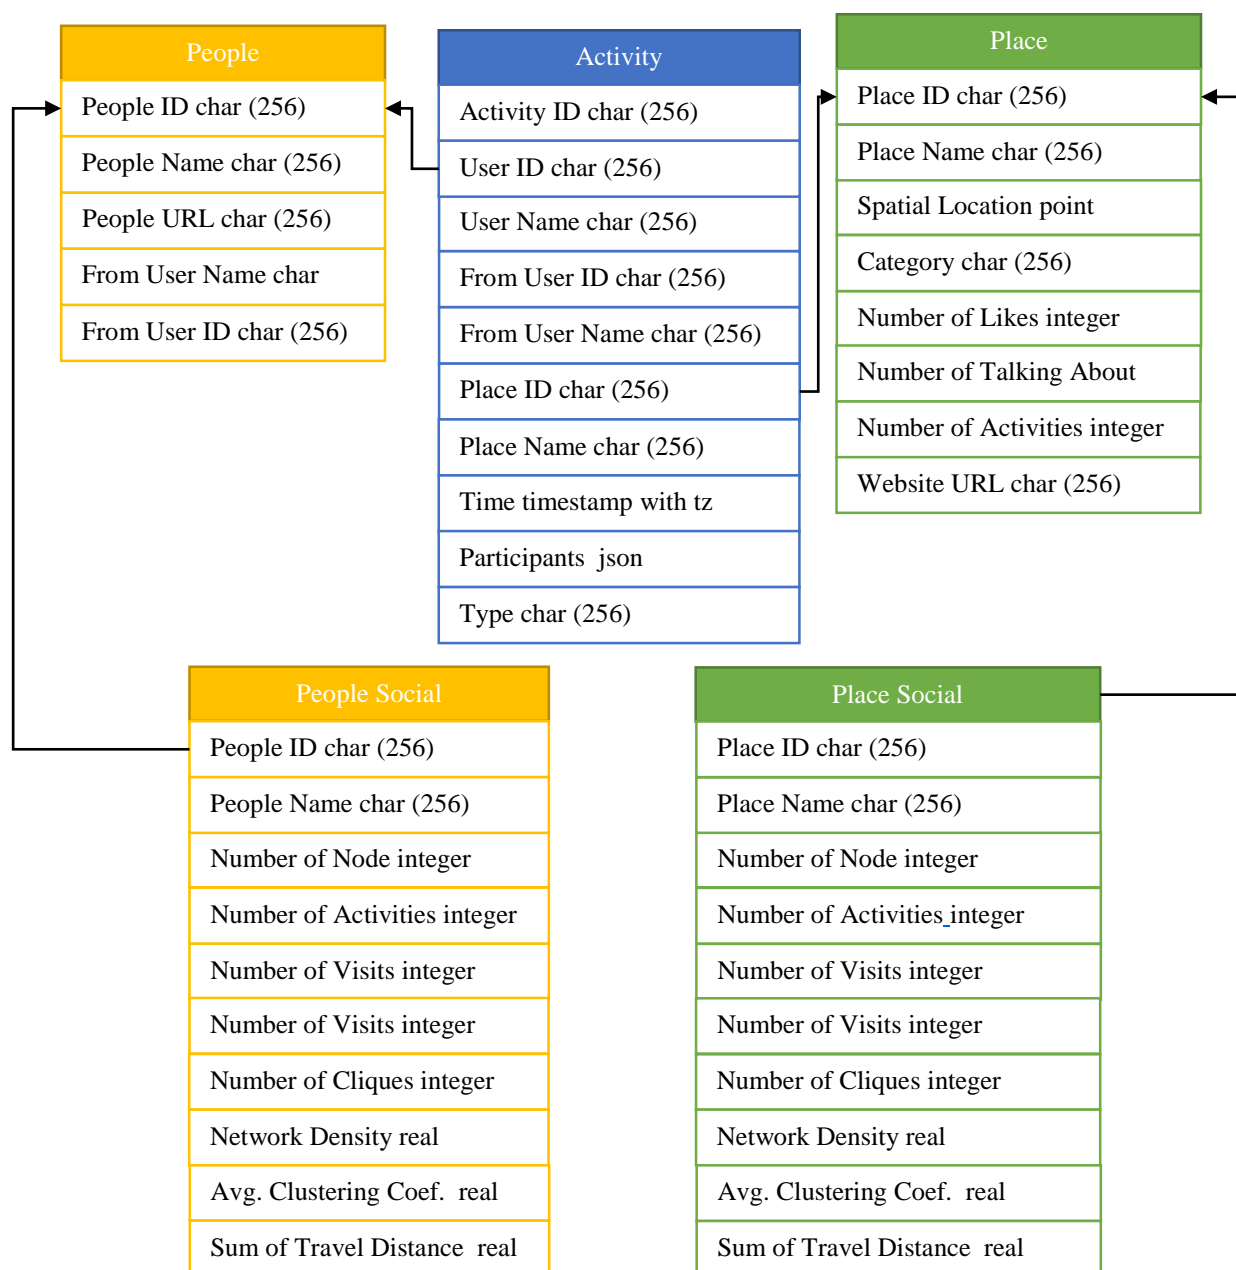 People
People ID char (256)
People Name char (256)
People URL char (256)
From User Name char
From User ID char (256)
Activity
Activity ID char (256)
User ID char (256)
User Name char (256)
From User ID char (256)
From User Name char (256)
Place ID char (256)
Place Name char (256)
Time timestamp with tz
Participants  json
Type char (256)
Place
Place ID char (256)
Place Name char (256)
Spatial Location point
Category char (256)
Number of Likes integer
Number of Talking About
Number of Activities integer
Website URL char (256)
People Social
People ID char (256)
People Name char (256)
Number of Node integer
Number of Activities integer
Number of Visits integer
Number of Visits integer
Number of Cliques integer
Network Density real
Avg. Clustering Coef.  real
Sum of Travel Distance  real
Place Social
Place ID char (256)
Place Name char (256)
Number of Node integer
Number of Activities integer
Number of Visits integer
Number of Visits integer
Number of Cliques integer
Network Density real
Avg. Clustering Coef.  real
Sum of Travel Distance  real